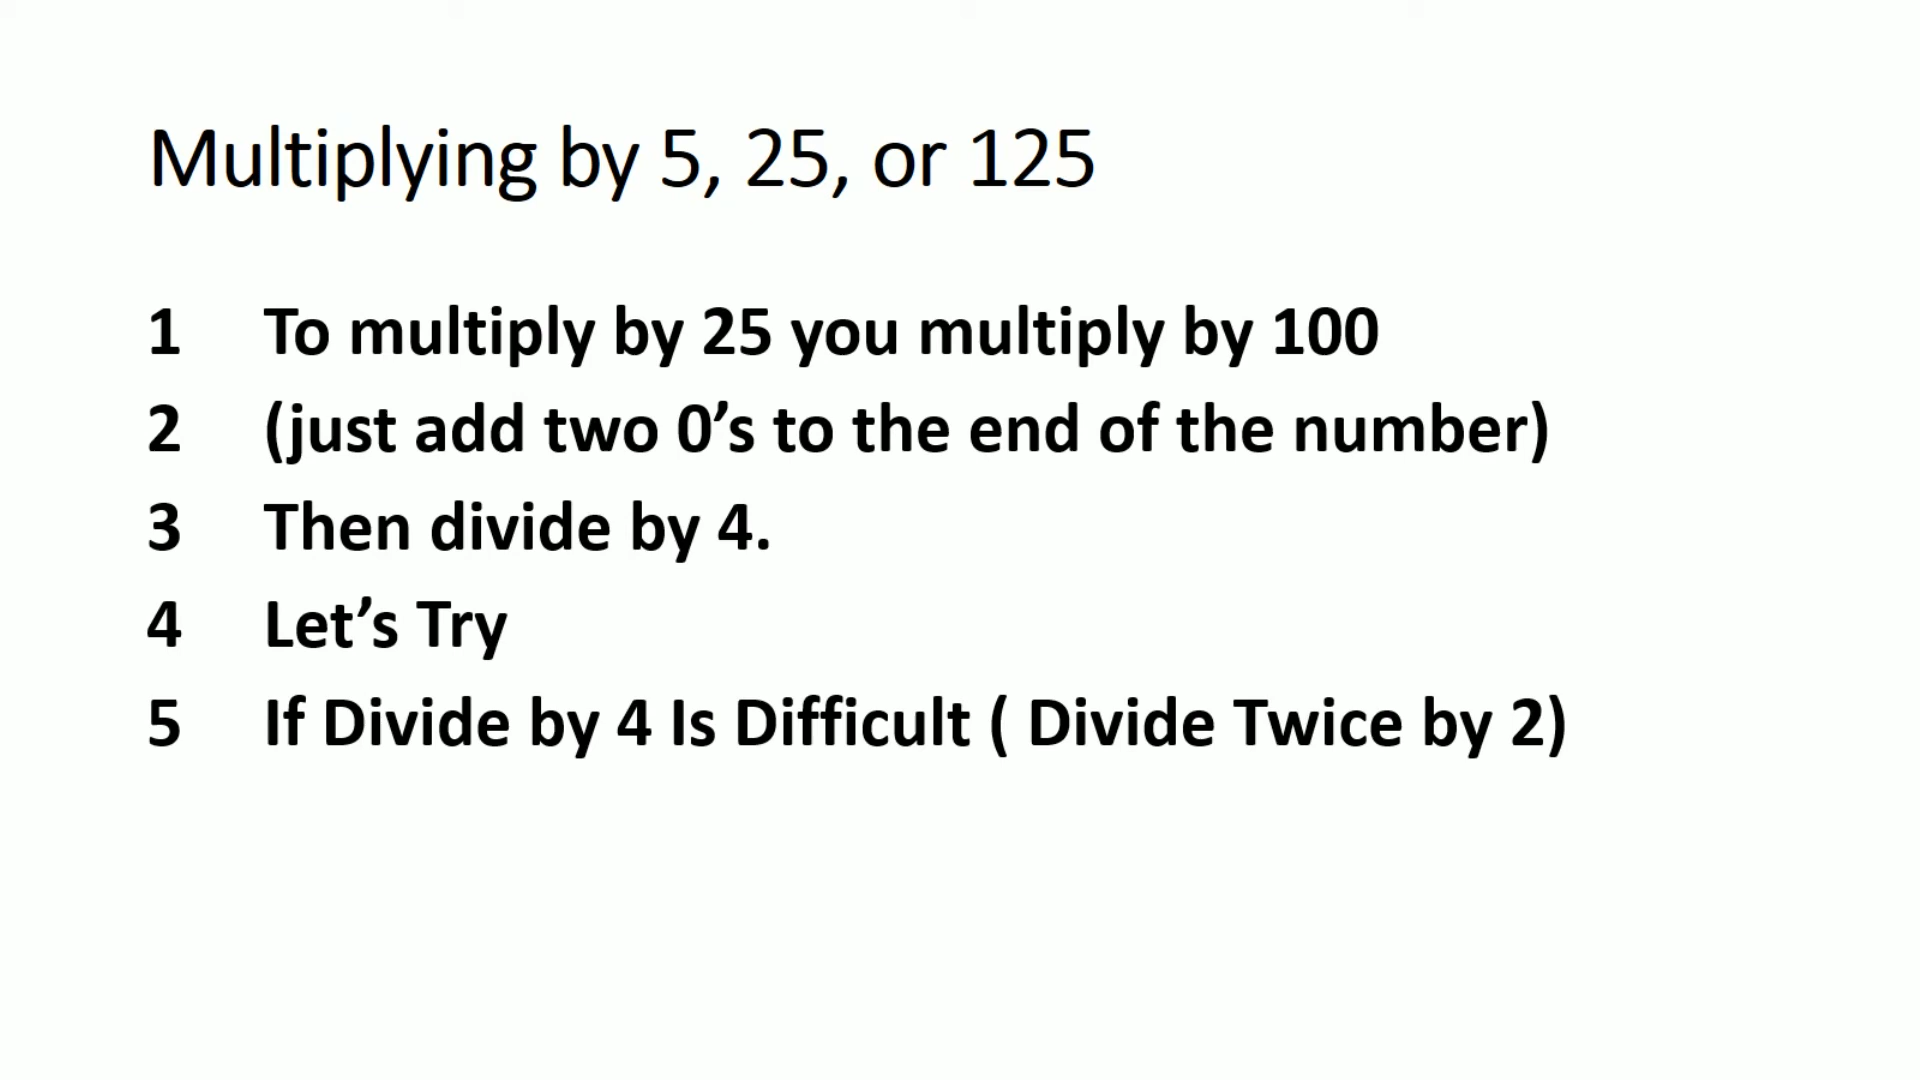 Multiplying by 5, 25, or 125
1 To multiply by 25 you multiply by 100
2 (just add two 0’s to the end of the number)
3 Then divide by 4.
4 Let’s Try
5 If Divide by 4 Is Difficult ( Divide Twice by 2)